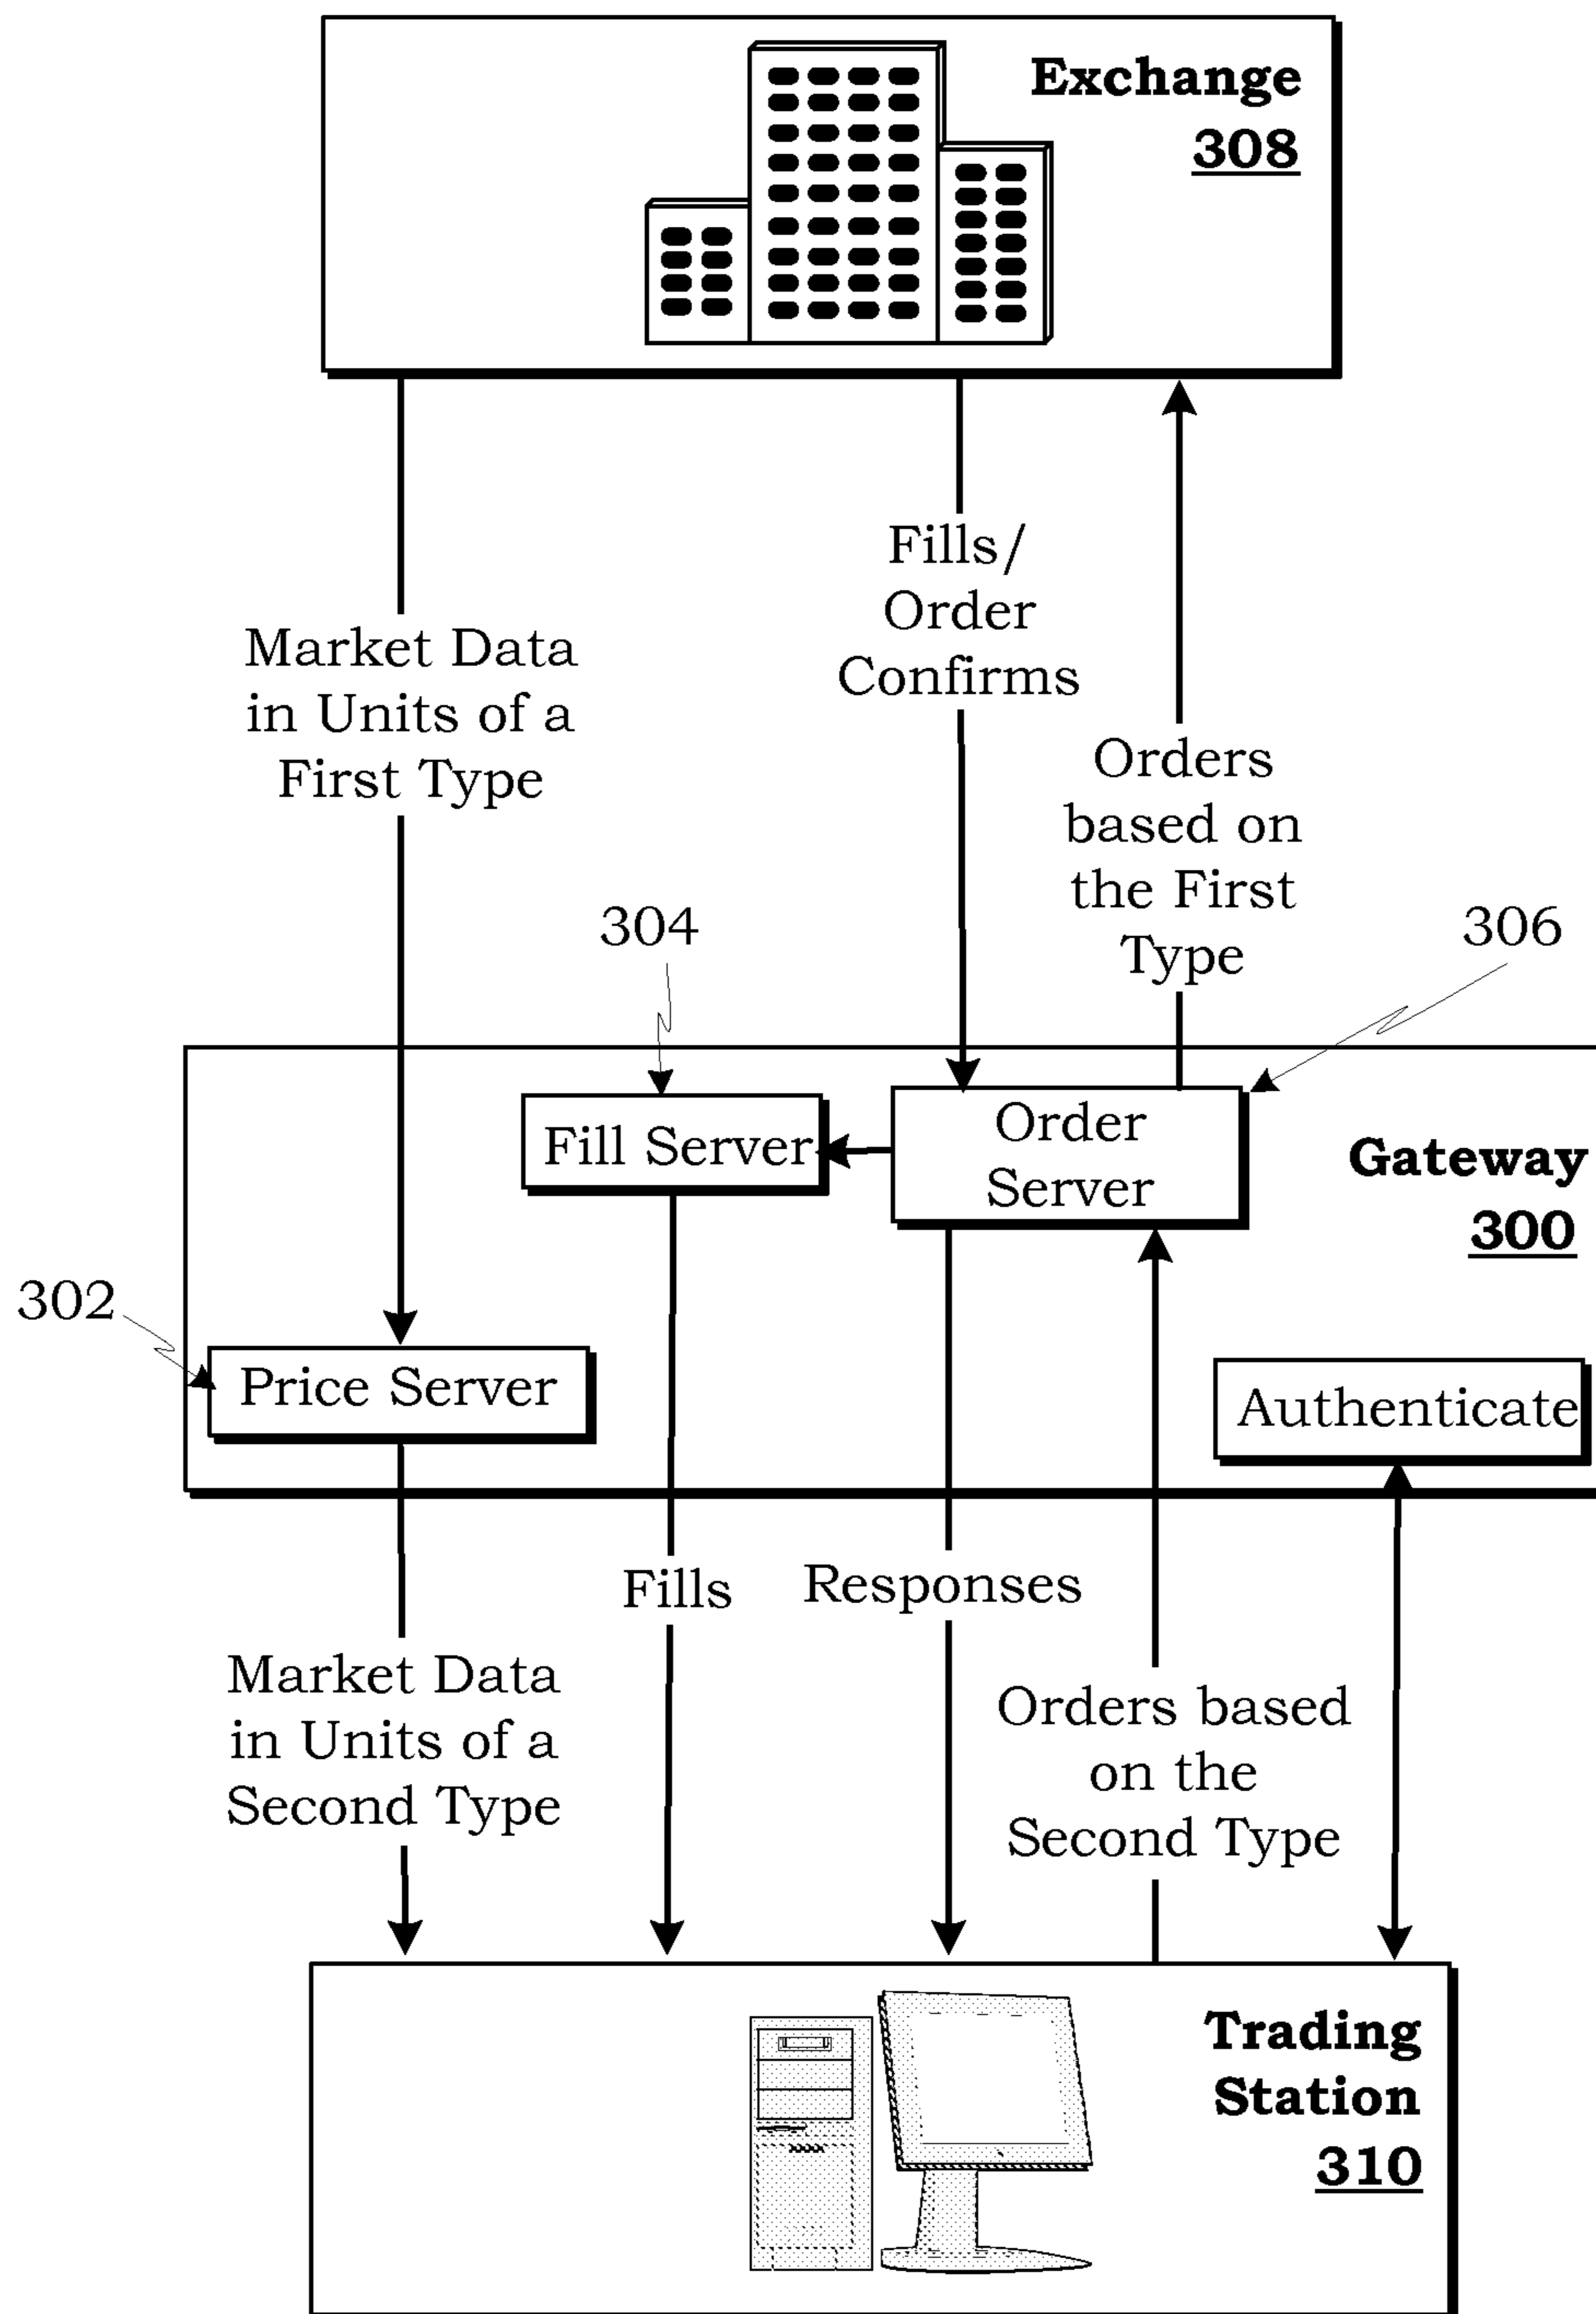 Exchange
308
Fills/
Order
Confirms
Market Data
in Units of a
First Type
Orders
based on
the First
Type
304
306
Fill Server
Order
Server
Gateway
300
302
Price Server
Authenticate
Fills
Responses
Market Data
in Units of a
Second Type
Orders based
on the
Second Type
Trading
Station
310